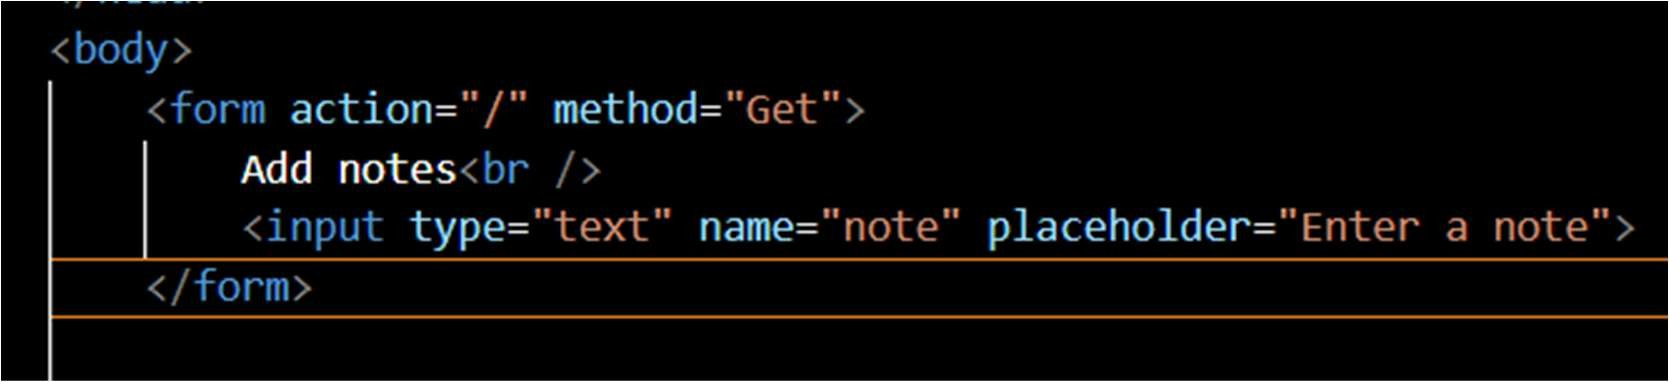 <body>
<form action="/" method="Get">
Add notes<br />
<input type="text" name="note" placeholder="Enter a note">
</form>